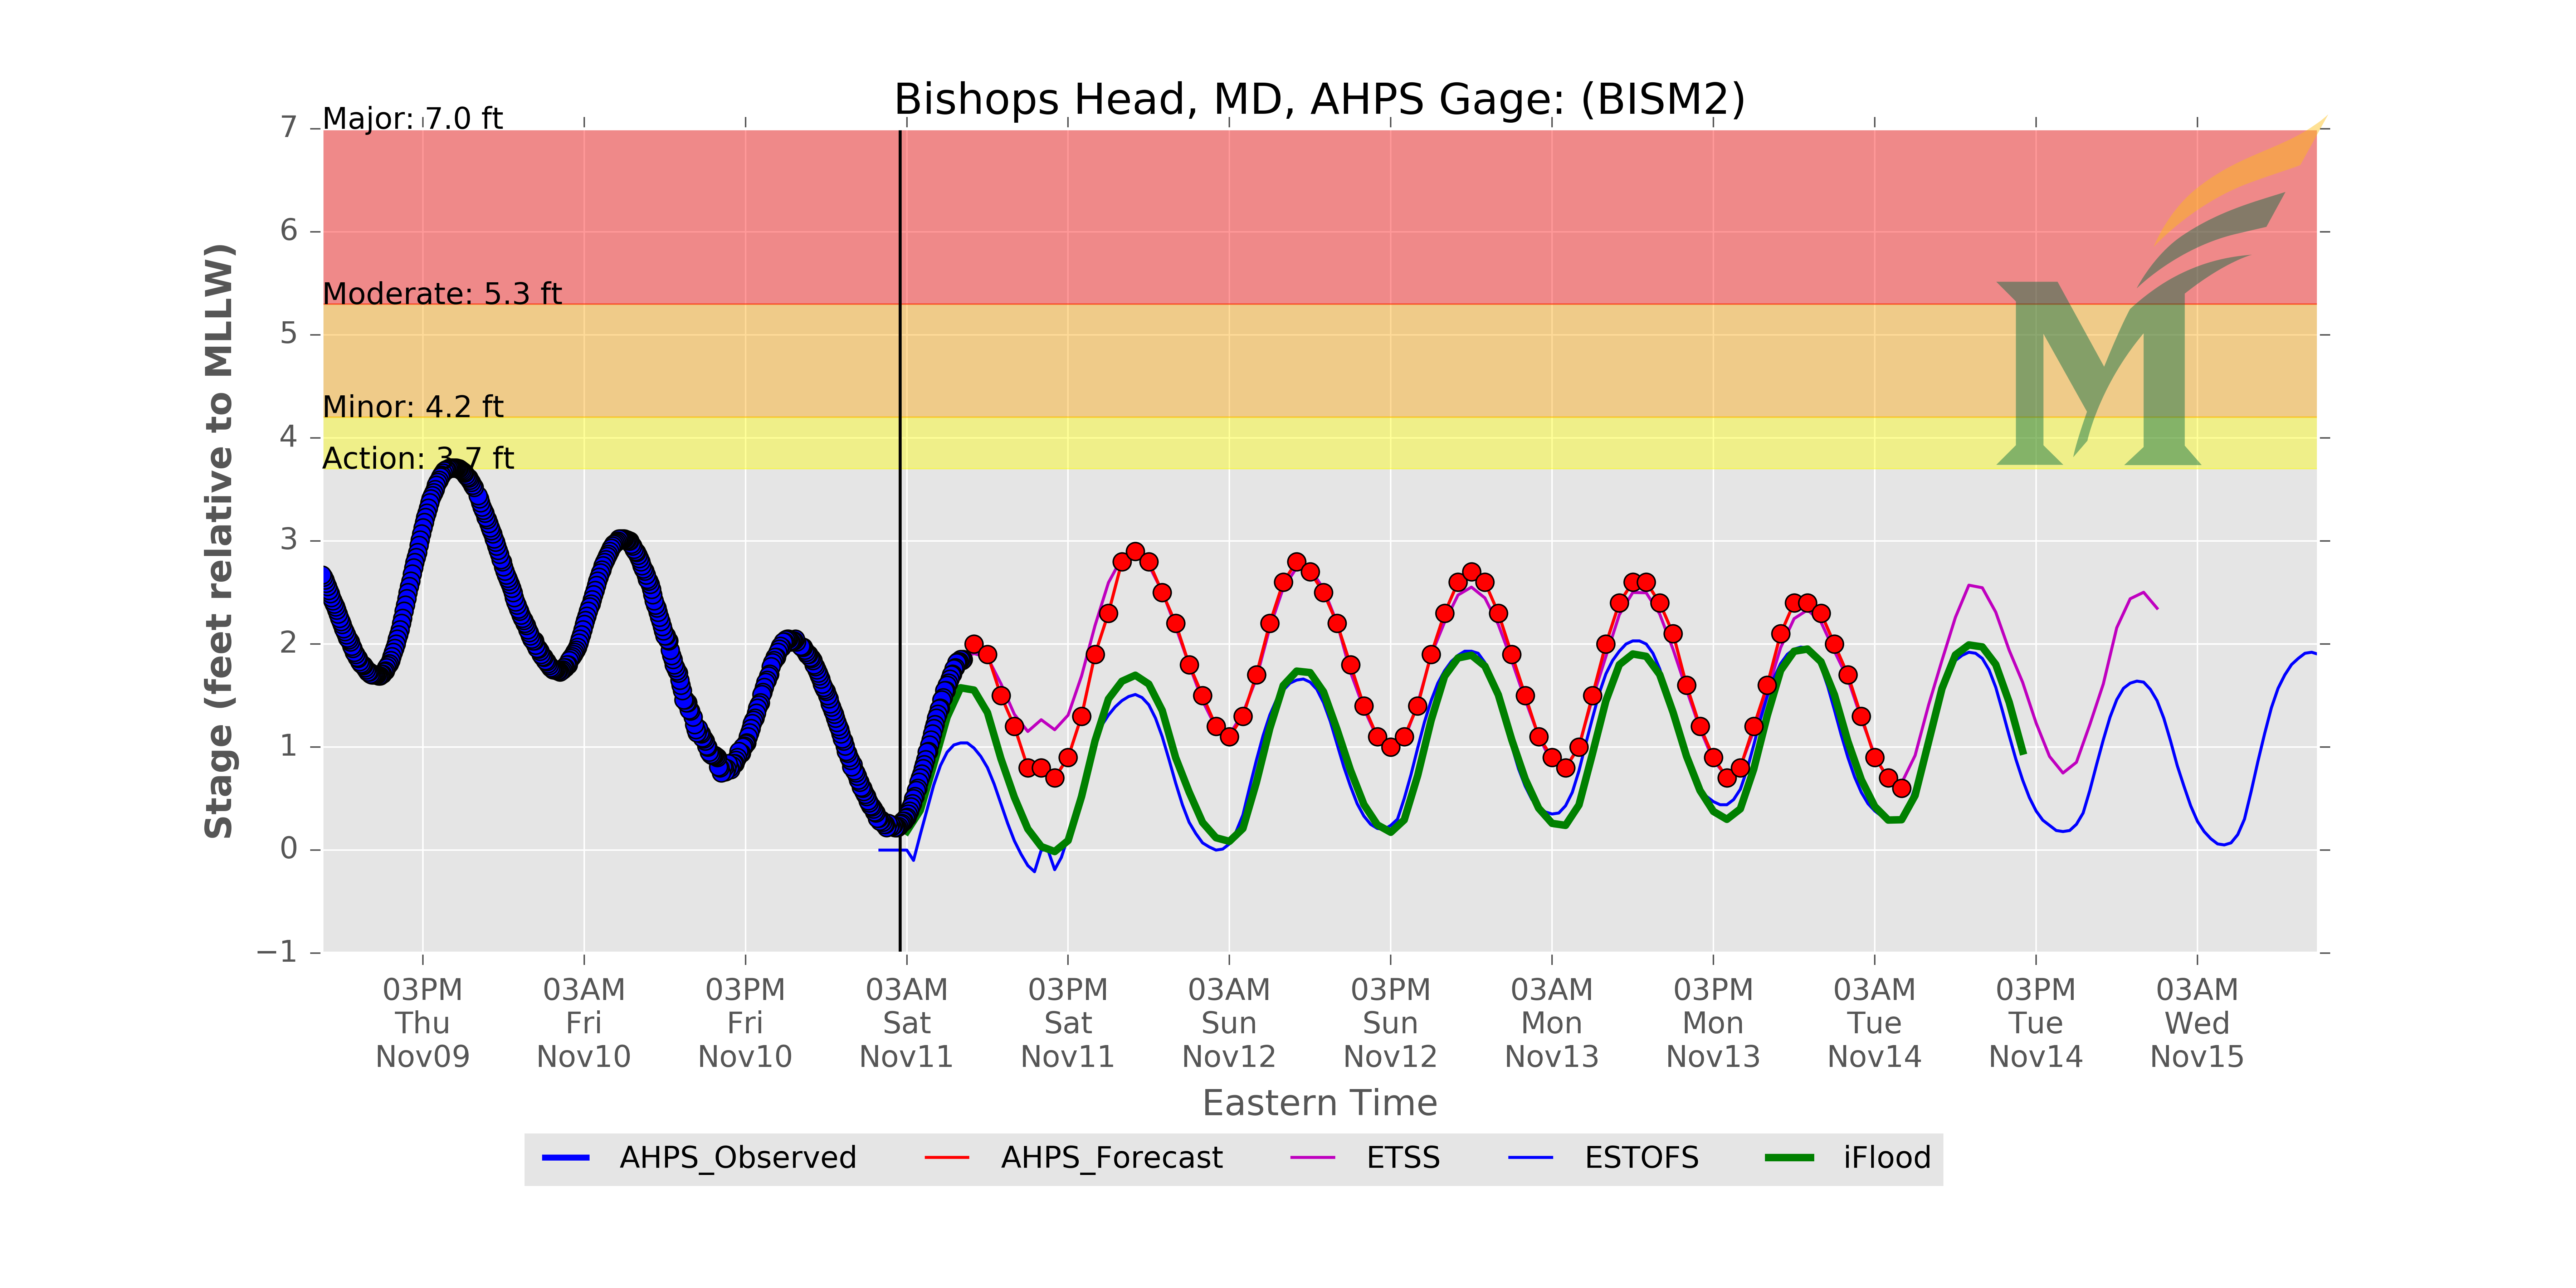 Bishops Head, MD, AHPS Gage: (BISM2)
Major: 7.0 ft
Moderate: 5.3 ft
Minor: 4.2 ft
Action: 3.7 ft
7
6
5
4
3
2
1
0
−1
Stage (feet relative to MLLW)
M
03PM Thu Nov09
03AM Fri Nov10
03PM Fri Nov10
03AM Sat Nov11
03PM Sat Nov11
03AM Sun Nov12
03PM Sun Nov12
03AM Mon Nov13
03PM Mon Nov13
03AM Tue Nov14
03PM Tue Nov14
03AM Wed Nov15
Eastern Time
AHPS_Observed AHPS_Forecast ETSS ESTOFS iFlood